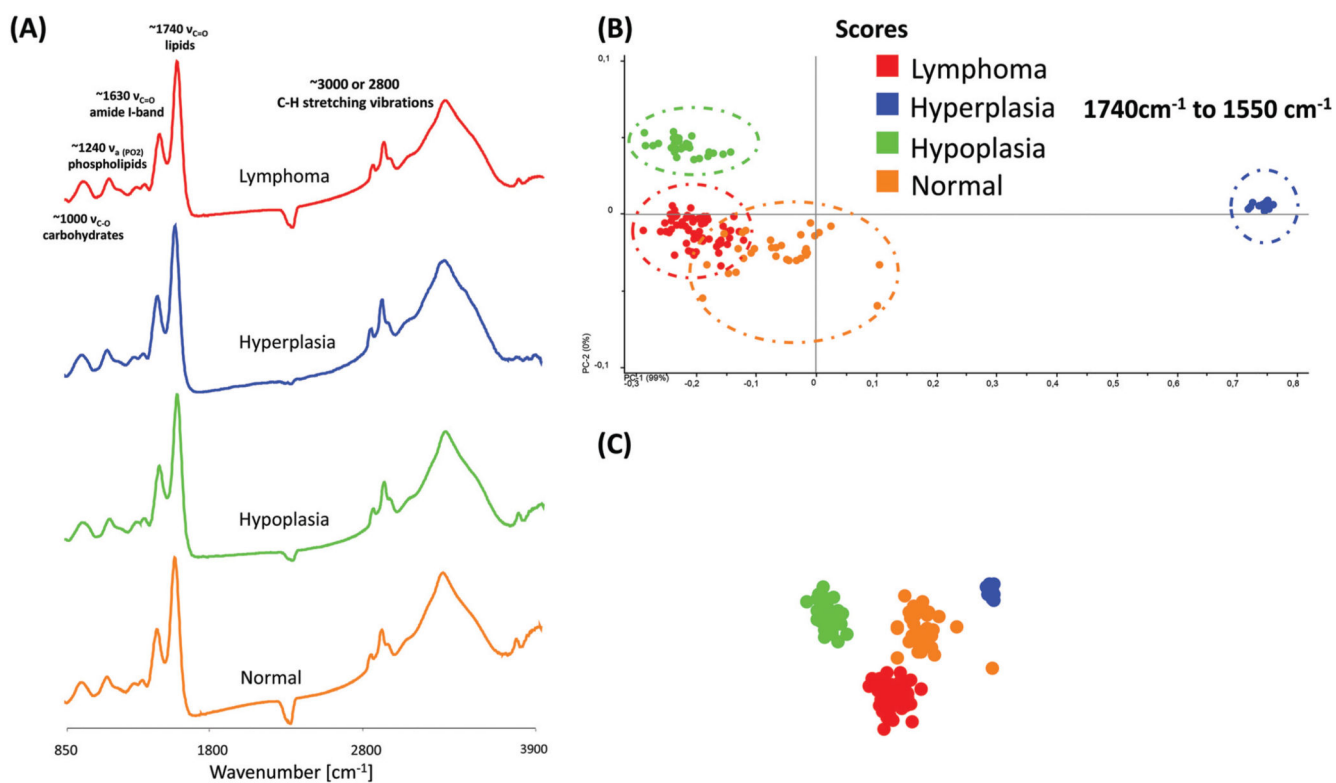 (A)
~1740 νC=O
lipids
~1630 νC=O
amide I-band
~3000 or 2800
C-H stretching vibrations
~1240 νa (PO2)
phospholipids
Lymphoma
~1000 νC-O
carbohydrates
Hyperplasia
Hypoplasia
Normal
850
1800
2800
3900
Wavenumber [cm-1]
(B)
Scores
Lymphoma
Hyperplasia
1740cm-1 to 1550 cm-1
Hypoplasia
Normal
0,1
0
-0,1
PC-2 (0%)
PC-1 (99%)
-0,3
-0,2
-0,1
0
0,1
0,2
0,3
0,4
0,5
0,6
0,7
0,8
(C)